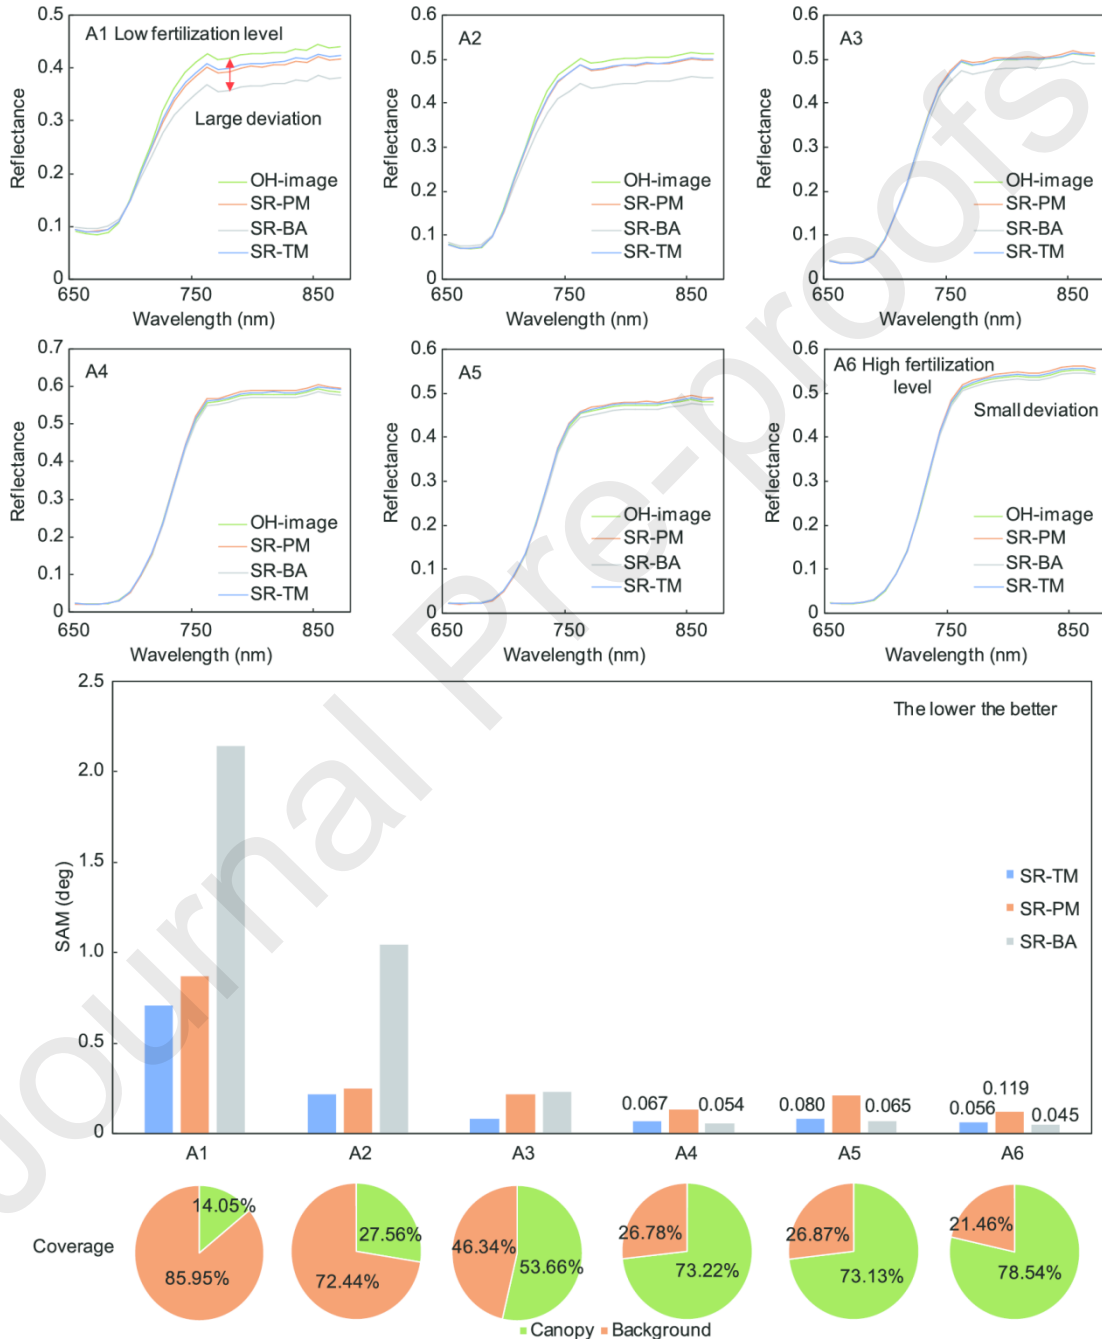 A1 Low fertilization level
Large deviation
0.5
0.4
0.3
0.2
0.1
0
Reflectance
OH-image
SR-PM
SR-BA
SR-TM
650
750
850
Wavelength (nm)
A2
0.6
0.5
0.4
0.3
0.2
0.1
0
Reflectance
OH-image
SR-PM
SR-BA
SR-TM
650
750
850
Wavelength (nm)
A3
0.6
0.5
0.4
0.3
0.2
0.1
0
Reflectance
OH-image
SR-PM
SR-BA
SR-TM
650
750
850
Wavelength (nm)
A4
0.7
0.6
0.5
0.4
0.3
0.2
0.1
0
Reflectance
OH-image
SR-PM
SR-BA
SR-TM
650
750
850
Wavelength (nm)
A5
0.6
0.5
0.4
0.3
0.2
0.1
0
Reflectance
OH-image
SR-PM
SR-BA
SR-TM
650
750
850
Wavelength (nm)
A6 High fertilization
level
Small deviation
0.6
0.5
0.4
0.3
0.2
0.1
0
Reflectance
OH-image
SR-PM
SR-BA
SR-TM
650
750
850
Wavelength (nm)
The lower the better
2.5
2.0
1.5
1.0
0.5
0
SAM (deg)
SR-TM
SR-PM
SR-BA
0.067
0.054
0.080
0.065
0.056
0.119
0.045
A1
A2
A3
A4
A5
A6
Coverage
14.05%
85.95%
27.56%
72.44%
46.34%
53.66%
26.78%
73.22%
26.87%
73.13%
21.46%
78.54%
Canopy
Background
Journal Pre-proofs